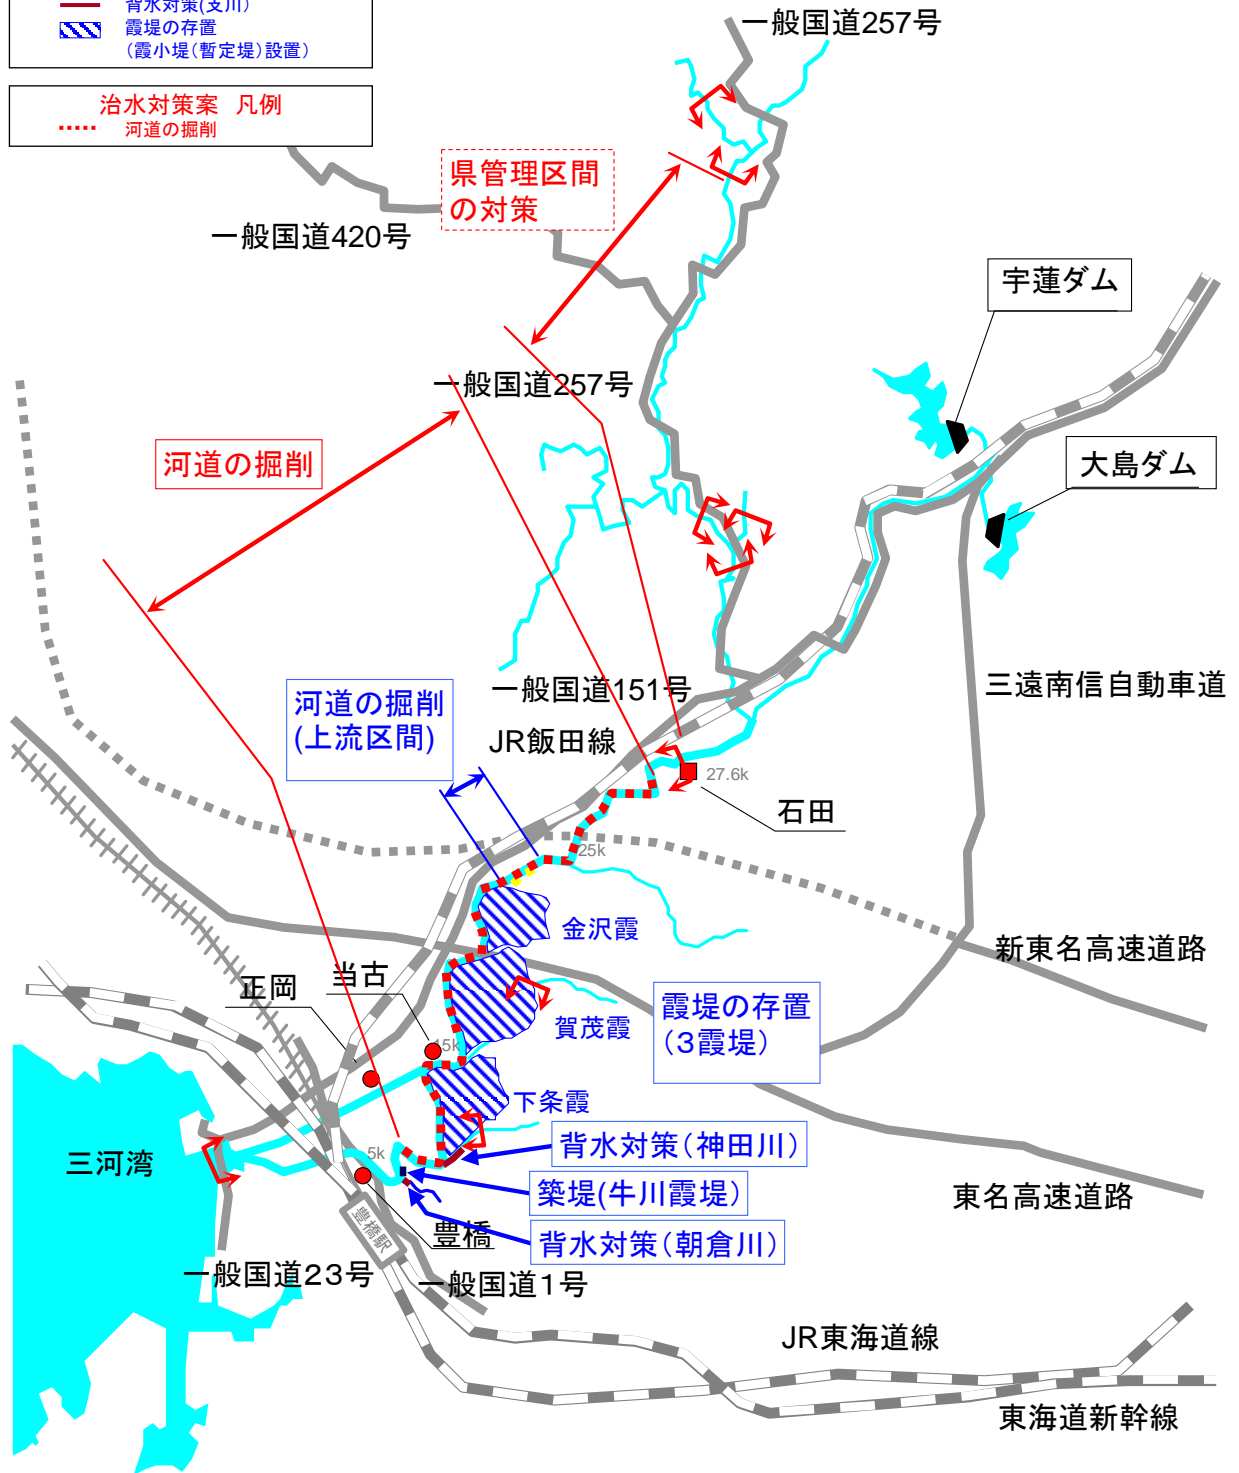 背水対策(支川)
霞堤の存置
(霞小堤(暫定堤)設置)
治水対策案 凡例
河道の掘削
一般国道257号
県管理区間
の対策
一般国道420号
宇蓮ダム
一般国道257号
大島ダム
河道の掘削
三遠南信自動車道
一般国道151号
河道の掘削
(上流区間)
JR飯田線
27.6k
石田
25k
金沢霞
新東名高速道路
当古
正岡
霞堤の存置
(3霞堤)
賀茂霞
15k
下条霞
背水対策(神田川)
三河湾
5k
築堤(牛川霞堤)
東名高速道路
豊橋駅
豊橋
背水対策(朝倉川)
一般国道23号
一般国道1号
JR東海道線
東海道新幹線